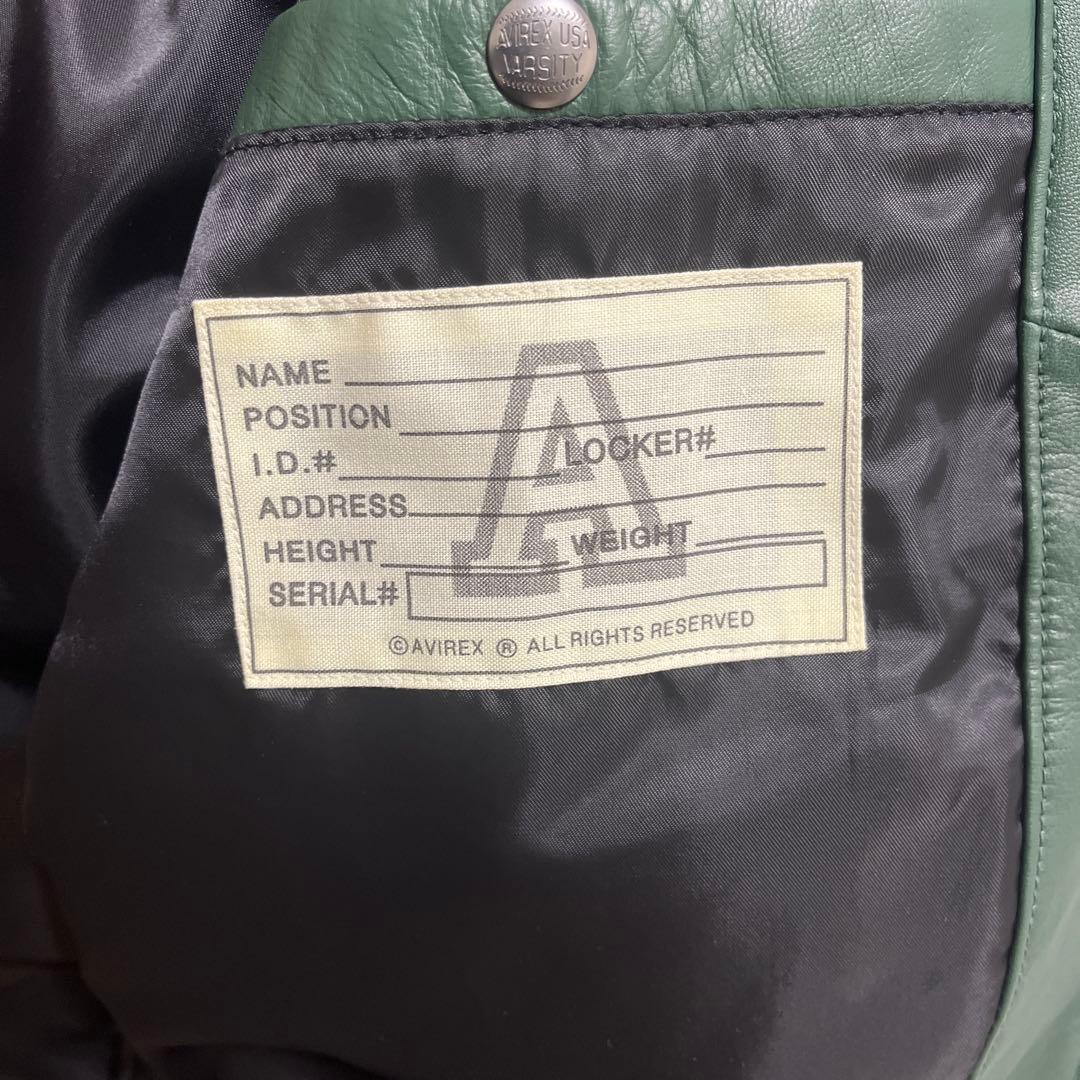 AVIREX USA
VARSITY
NAME
POSITION
I.D.# LOCKER#
ADDRESS
HEIGHT WEIGHT
SERIAL#
©AVIREX ® ALL RIGHTS RESERVED
A